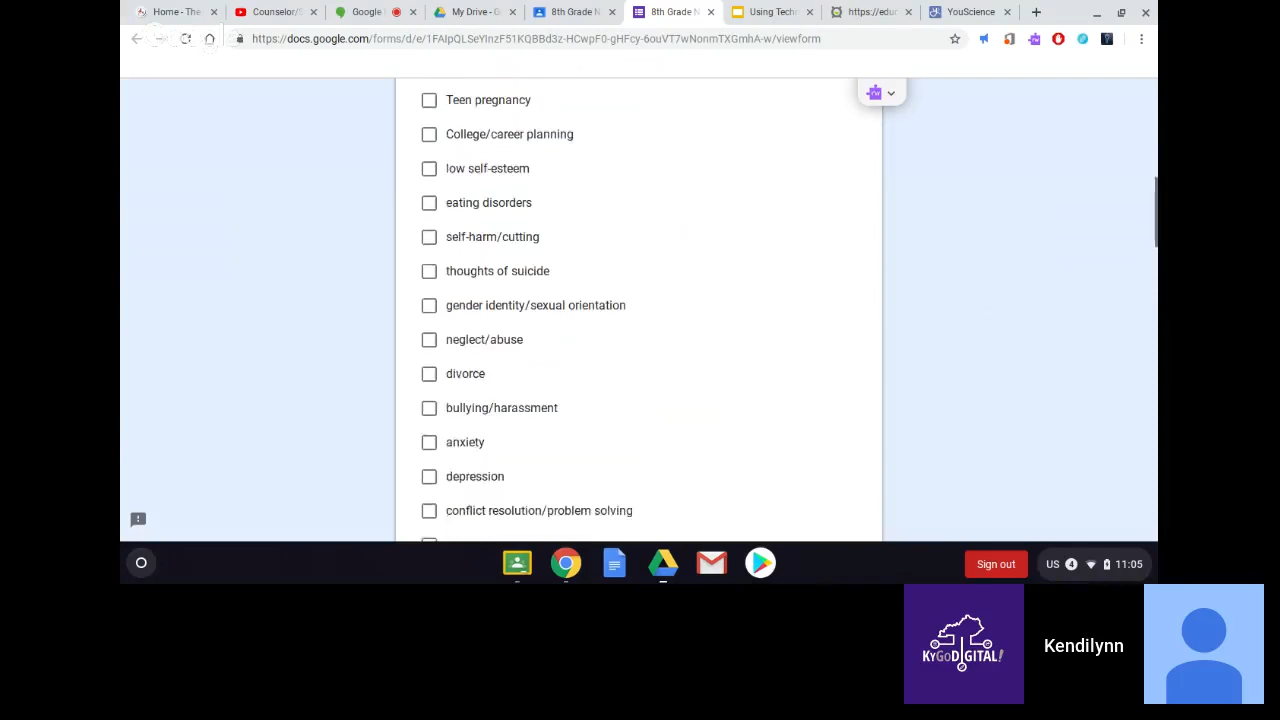 Home - The
Counselor/S
Google
My Drive - G
8th Grade N
8th Grade N
Using Techn
https://edur
YouScience
https://docs.google.com/forms/d/e/1FAIpQLSeYInzF51KQBBd3z-HCwpF0-gHFcy-6ouVT7wNonmTXGmhA-w/viewform
Teen pregnancy
College/career planning
low self-esteem
eating disorders
self-harm/cutting
thoughts of suicide
gender identity/sexual orientation
neglect/abuse
divorce
bullying/harassment
anxiety
depression
conflict resolution/problem solving
Sign out
US 4 11:05
KyGoDIGITAL!
Kendilynn